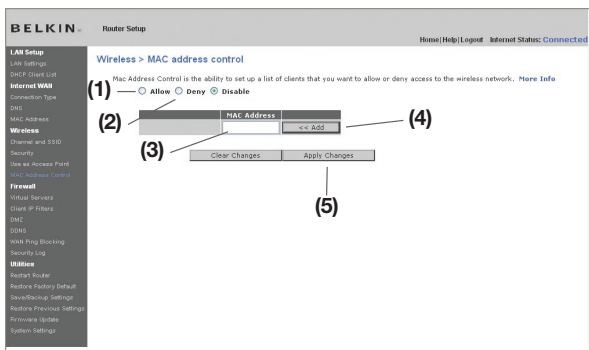 BELKIN Router Setup
Home|Help|Logout Internet Status: Connected
LAN Setup
LAN Settings
DHCP Client List
Internet WAN
Connection Type
DNS
MAC Address
Wireless
Channel and SSID
Security
Use as Access Point
MAC Address Control
Firewall
Virtual Servers
Client IP Filters
DMZ
DDNS
WAN Ping Blocking
Security Log
Utilities
Restart Router
Restore Factory Default
Save/Backup Settings
Restore Previous Settings
Firmware Update
System Settings
Wireless > MAC address control
Mac Address Control is the ability to set up a list of clients that you want to allow or deny access to the wireless network. More Info
(1) Allow Deny Disable
(2)
MAC Address
(4)
<< Add
(3)
Clear Changes Apply Changes
(5)